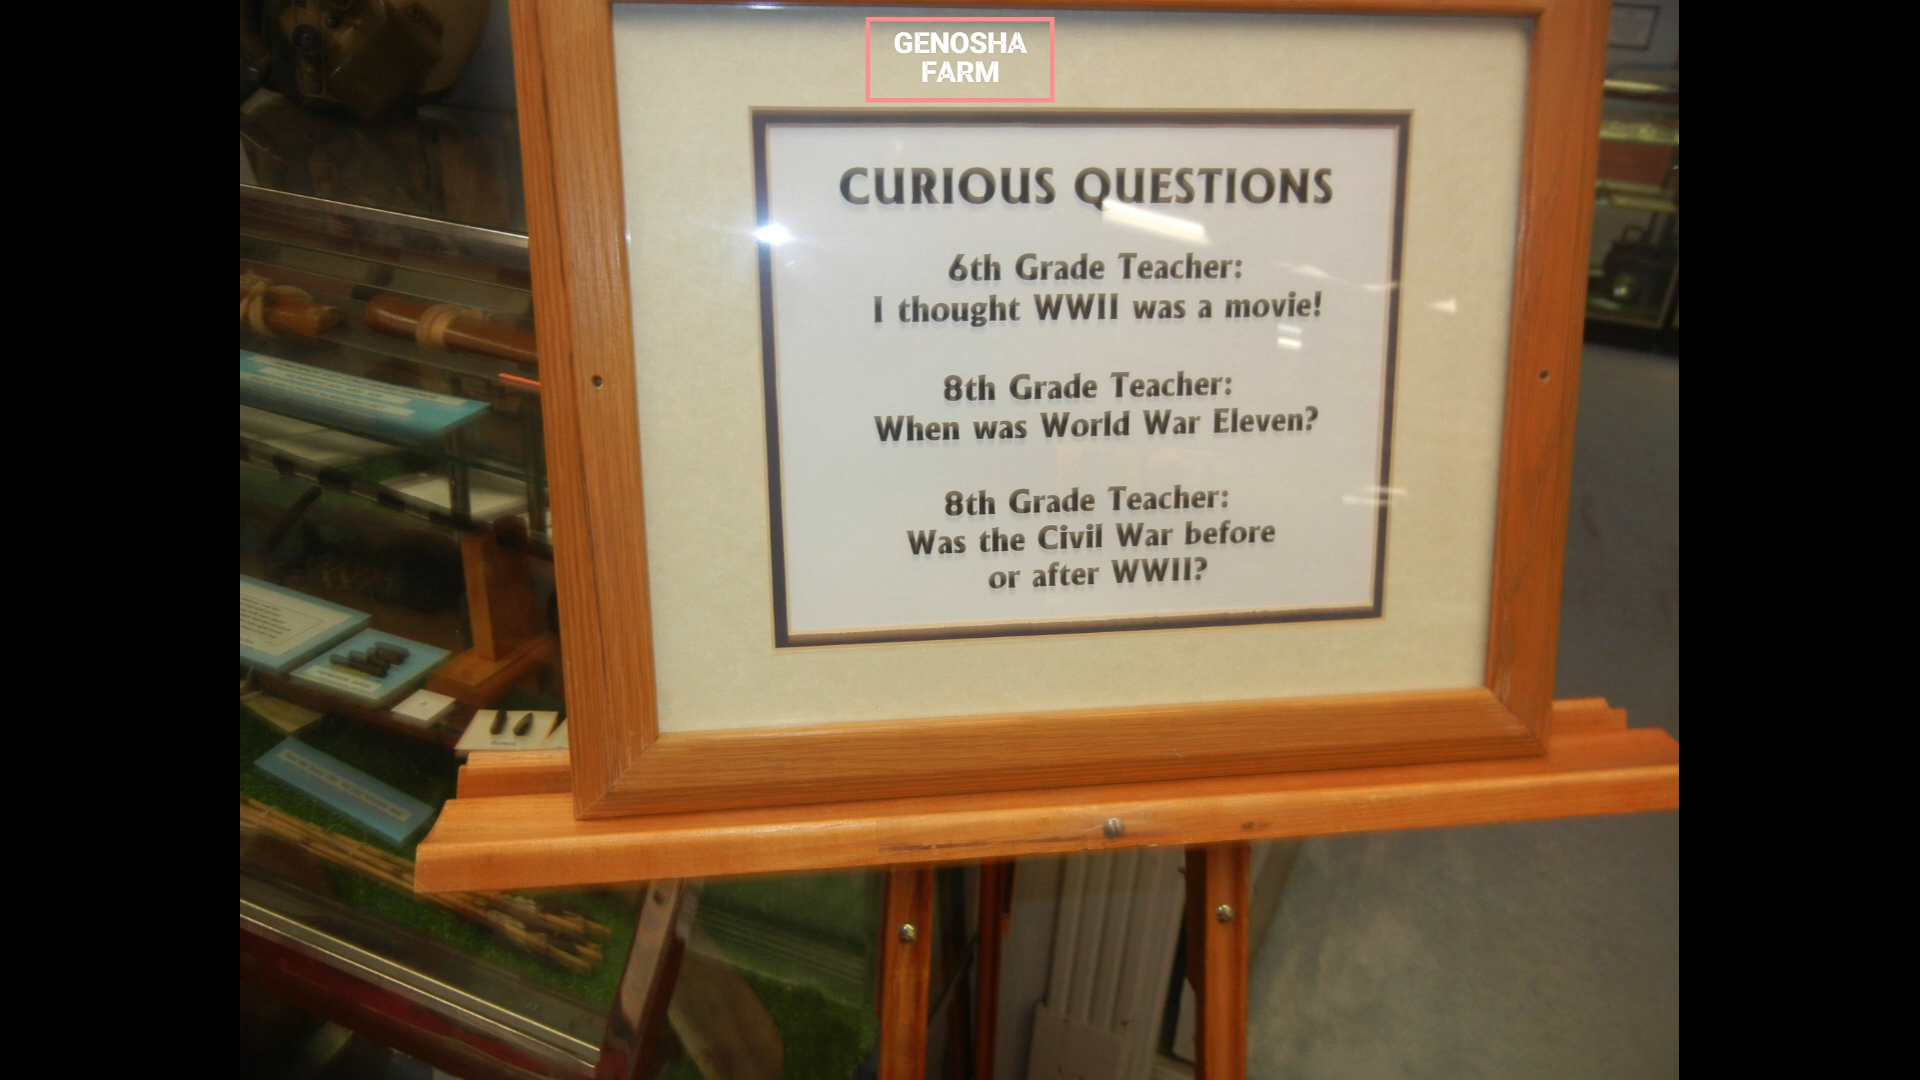 GENOSHA
FARM
CURIOUS QUESTIONS
6th Grade Teacher:
I thought WWII was a movie!
8th Grade Teacher:
When was World War Eleven?
8th Grade Teacher:
Was the Civil War before
or after WWII?